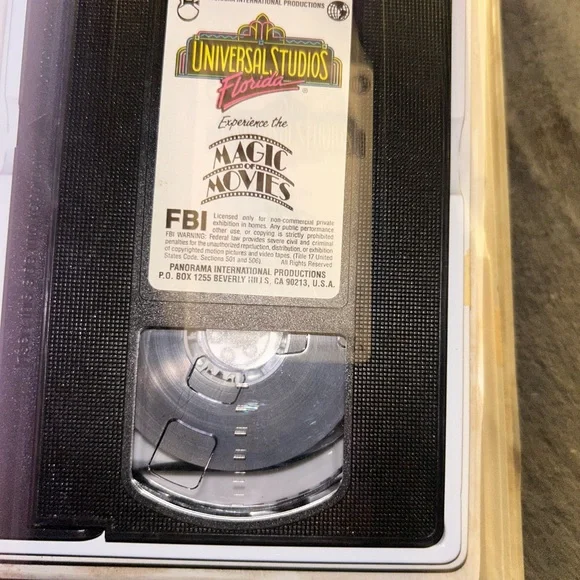 INTERNATIONAL PRODUCTIONS
UNIVERSAL STUDIOS
Florida
®
Experience the
MAGIC
OF
MOVIES
FBI
Licensed only for non-commercial private
exhibition in homes. Any public performance
other use, or copying is strictly prohibited
FBI WARNING: Federal law provides severe civil and criminal
penalties for the unauthorized reproduction, distribution, or exhibition
of copyrighted motion pictures and video tapes. (Title 17 United
States Code, Sections 501 and 506). All Rights Reserved
PANORAMA INTERNATIONAL PRODUCTIONS
P.O. BOX 1255 BEVERLY HILLS, CA 90213, U.S.A.